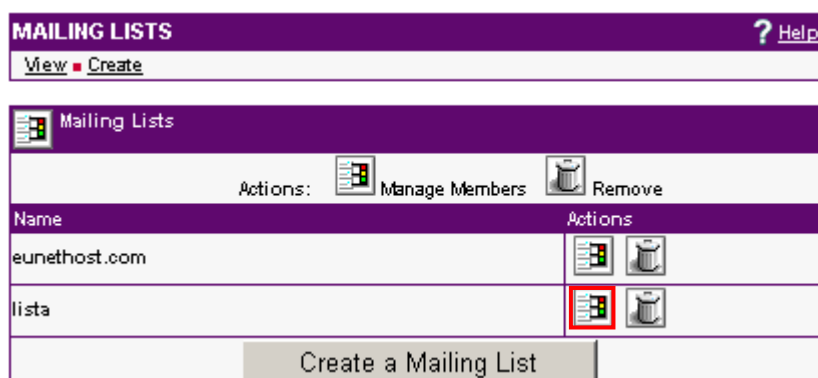 MAILING LISTS ? Help
View ▪ Create
Mailing Lists
Actions: Manage Members Remove
Name Actions
eunethost.com
lista
Create a Mailing List